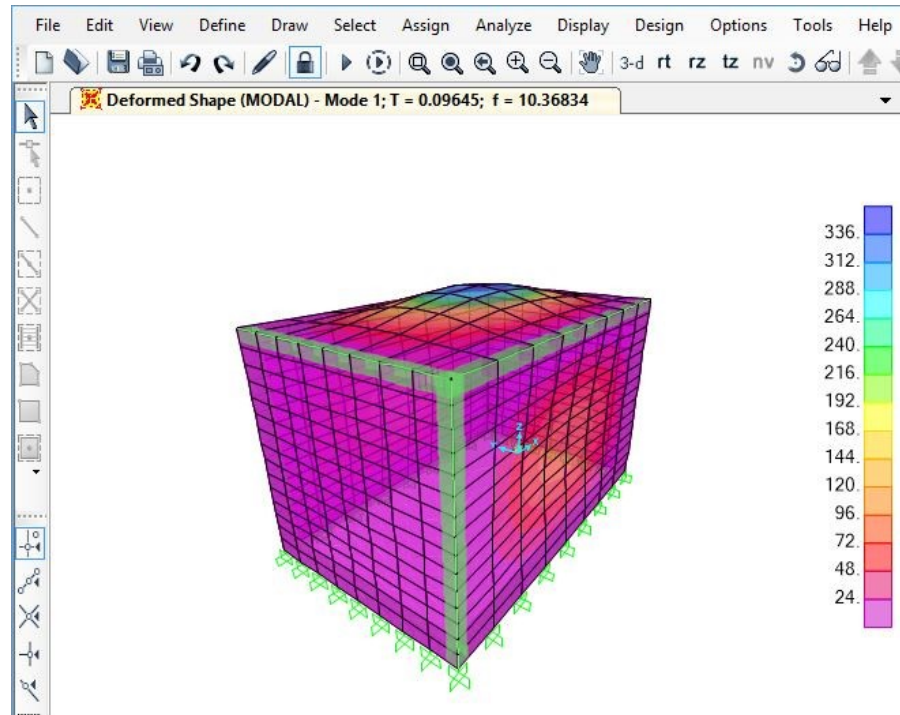 File Edit View Define Draw Select Assign Analyze Display Design Options Tools Help
3-d rt rz tz nv
Deformed Shape (MODAL) - Mode 1; T = 0.09645; f = 10.36834
336.
312.
288.
264.
240.
216.
192.
168.
144.
120.
96.
72.
48.
24.
Z
X